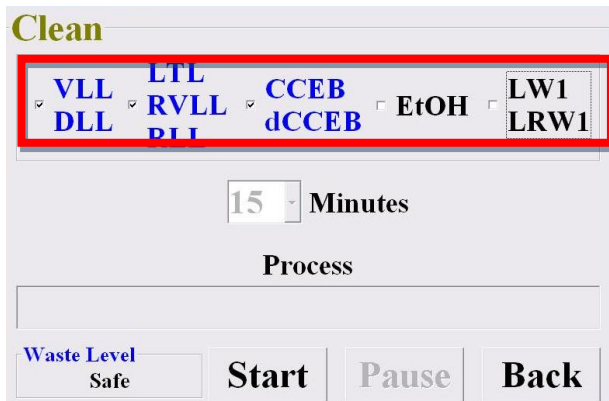 Clean
VLL
DLL
LTL
RVLL
RLL
CCEB
dCCEB
EtOH
LW1
LRW1
15 Minutes
Process
Waste Level
Safe
Start Pause Back